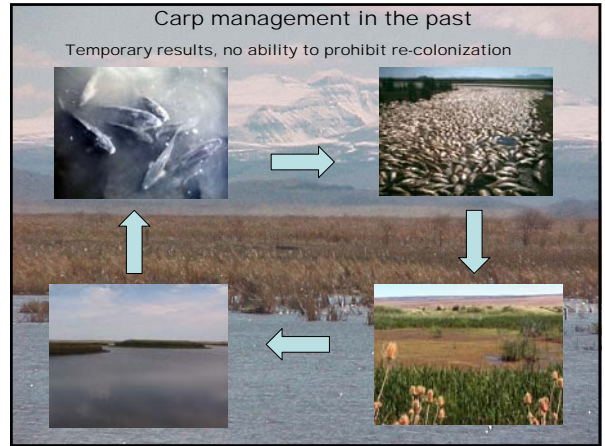 Carp management in the past
Temporary results, no ability to prohibit re-colonization